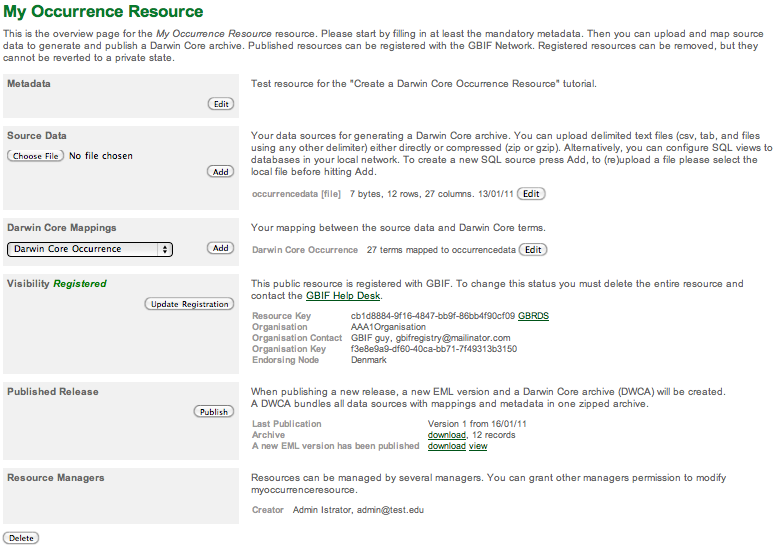 My Occurrence Resource
This is the overview page for the My Occurrence Resource resource. Please start by filling in at least the mandatory metadata. Then you can upload and map source
data to generate and publish a Darwin Core archive. Published resources can be registered with the GBIF Network. Registered resources can be removed, but they
cannot be reverted to a private state.
Metadata
Edit
Test resource for the "Create a Darwin Core Occurrence Resource" tutorial.
Source Data
Choose File No file chosen
Add
Your data sources for generating a Darwin Core archive. You can upload delimited text files (csv, tab, and files
using any other delimiter) either directly or compressed (zip or gzip). Alternatively, you can configure SQL views to
databases in your local network. To create a new SQL source press Add, to (re)upload a file please select the
local file before hitting Add.
occurrencedata [file] 7 bytes, 12 rows, 27 columns. 13/01/11 Edit
Darwin Core Mappings
Darwin Core Occurrence Add
Your mapping between the source data and Darwin Core terms.
Darwin Core Occurrence 27 terms mapped to occurrencedata Edit
Visibility Registered
Update Registration
This public resource is registered with GBIF. To change this status you must delete the entire resource and
contact the GBIF Help Desk.
Resource Key cb1d8884-9f16-4847-bb9f-86bb4f90cf09 GBRDS
Organisation AAA1Organisation
Organisation Contact GBIF guy, gbifregistry@mailinator.com
Organisation Key f3e8e9a9-df60-40ca-bb71-7f49313b3150
Endorsing Node Denmark
Published Release
Publish
When publishing a new release, a new EML version and a Darwin Core archive (DWCA) will be created.
A DWCA bundles all data sources with mappings and metadata in one zipped archive.
Last Publication Version 1 from 16/01/11
Archive download, 12 records
A new EML version has been published download view
Resource Managers
Resources can be managed by several managers. You can grant other managers permission to modify
myoccurrenceresource.
Creator Admin Istrator, admin@test.edu
Delete